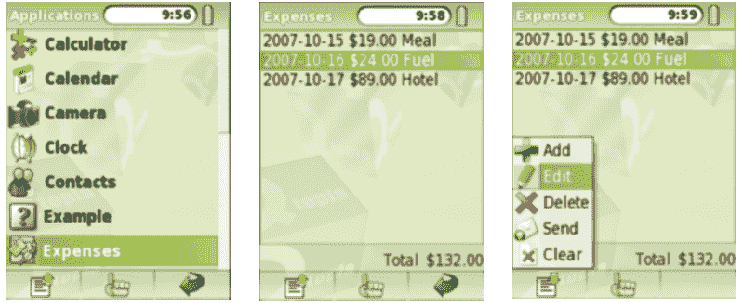 Applications 9:56
Calculator
Calendar
Camera
Clock
Contacts
Example
Expenses
Expenses 9:58
2007-10-15 $19.00 Meal
2007-10-16 $24 00 Fuel
2007-10-17 $89.00 Hotel
Total $132.00
Expenses 9:59
2007-10-15 $19.00 Meal
2007-10-16 $24 00 Fuel
2007-10-17 $89.00 Hotel
Add
Edit
Delete
Send
Clear
Total $132.00